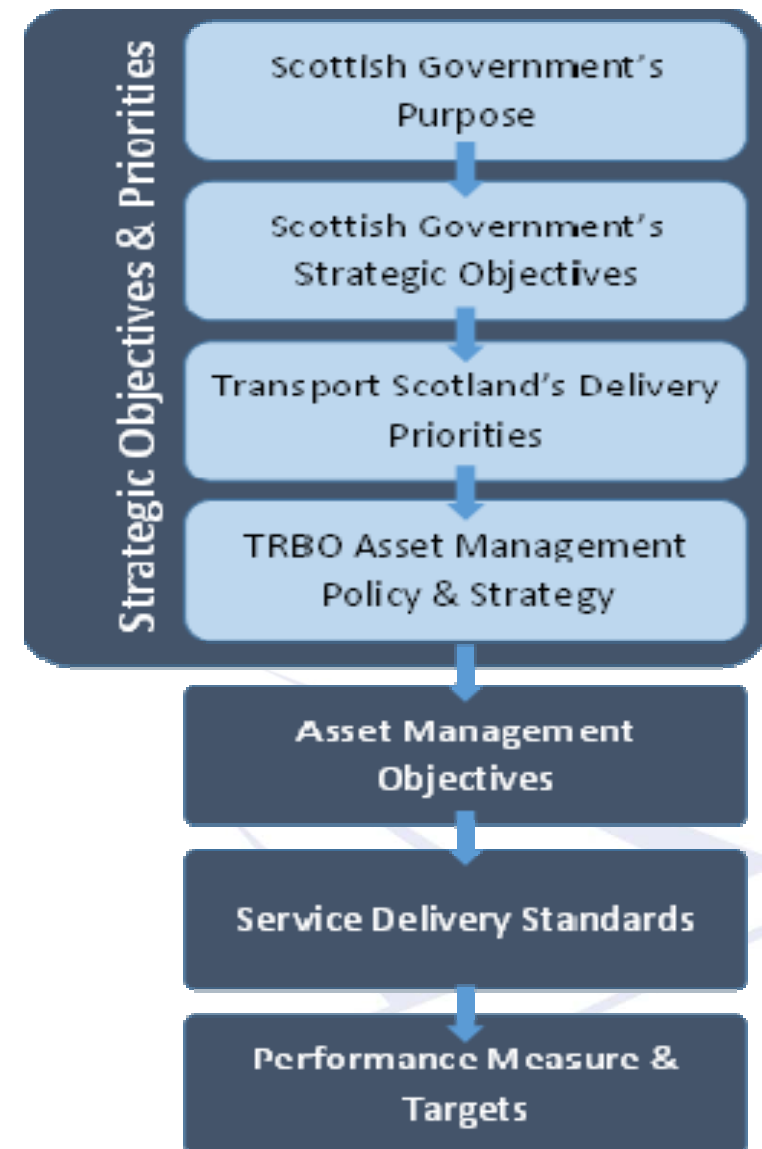 Strategic Objectives & Priorities
Scottish Government’s
Purpose
Scottish Government’s
Strategic Objectives
Transport Scotland’s Delivery
Priorities
TRBO Asset Management
Policy & Strategy
Asset Management
Objectives
Service Delivery Standards
Performance Measure &
Targets